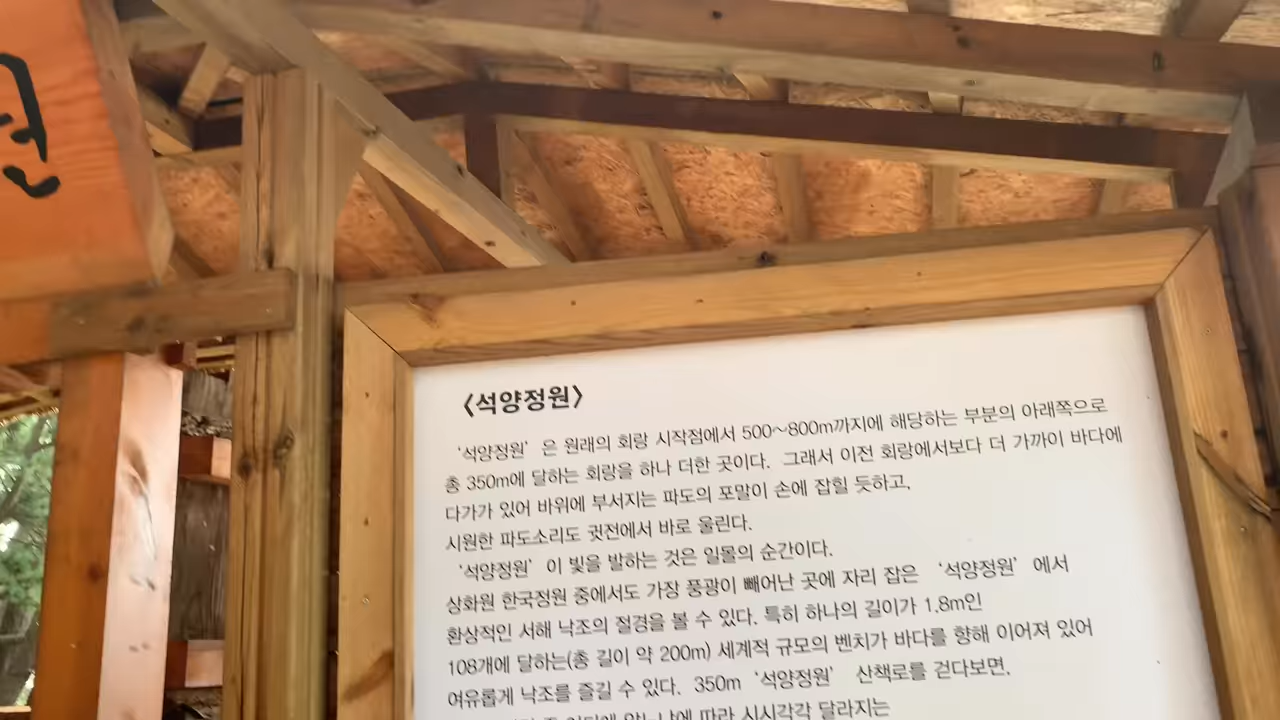 원
〈석양정원〉
‘석양정원’은 원래의 회랑 시작점에서 500~800m까지에 해당하는 부분의 아래쪽으로
총 350m에 달하는 회랑을 하나 더한 곳이다. 그래서 이전 회랑에서보다 더 가까이 바다에
다가가 있어 바위에 부서지는 파도의 포말이 손에 잡힐 듯하고,
시원한 파도소리도 귓전에서 바로 울린다.
‘석양정원’이 빛을 발하는 것은 일몰의 순간이다.
상화원 한국정원 중에서도 가장 풍광이 빼어난 곳에 자리 잡은 ‘석양정원’에서
환상적인 서해 낙조의 절경을 볼 수 있다. 특히 하나의 길이가 1.8m인
108개에 달하는(총 길이 약 200m) 세계적 규모의 벤치가 바다를 향해 이어져 있어
여유롭게 낙조를 즐길 수 있다. 350m ‘석양정원’ 산책로를 걷다보면,
따라 시시각각 달라지는